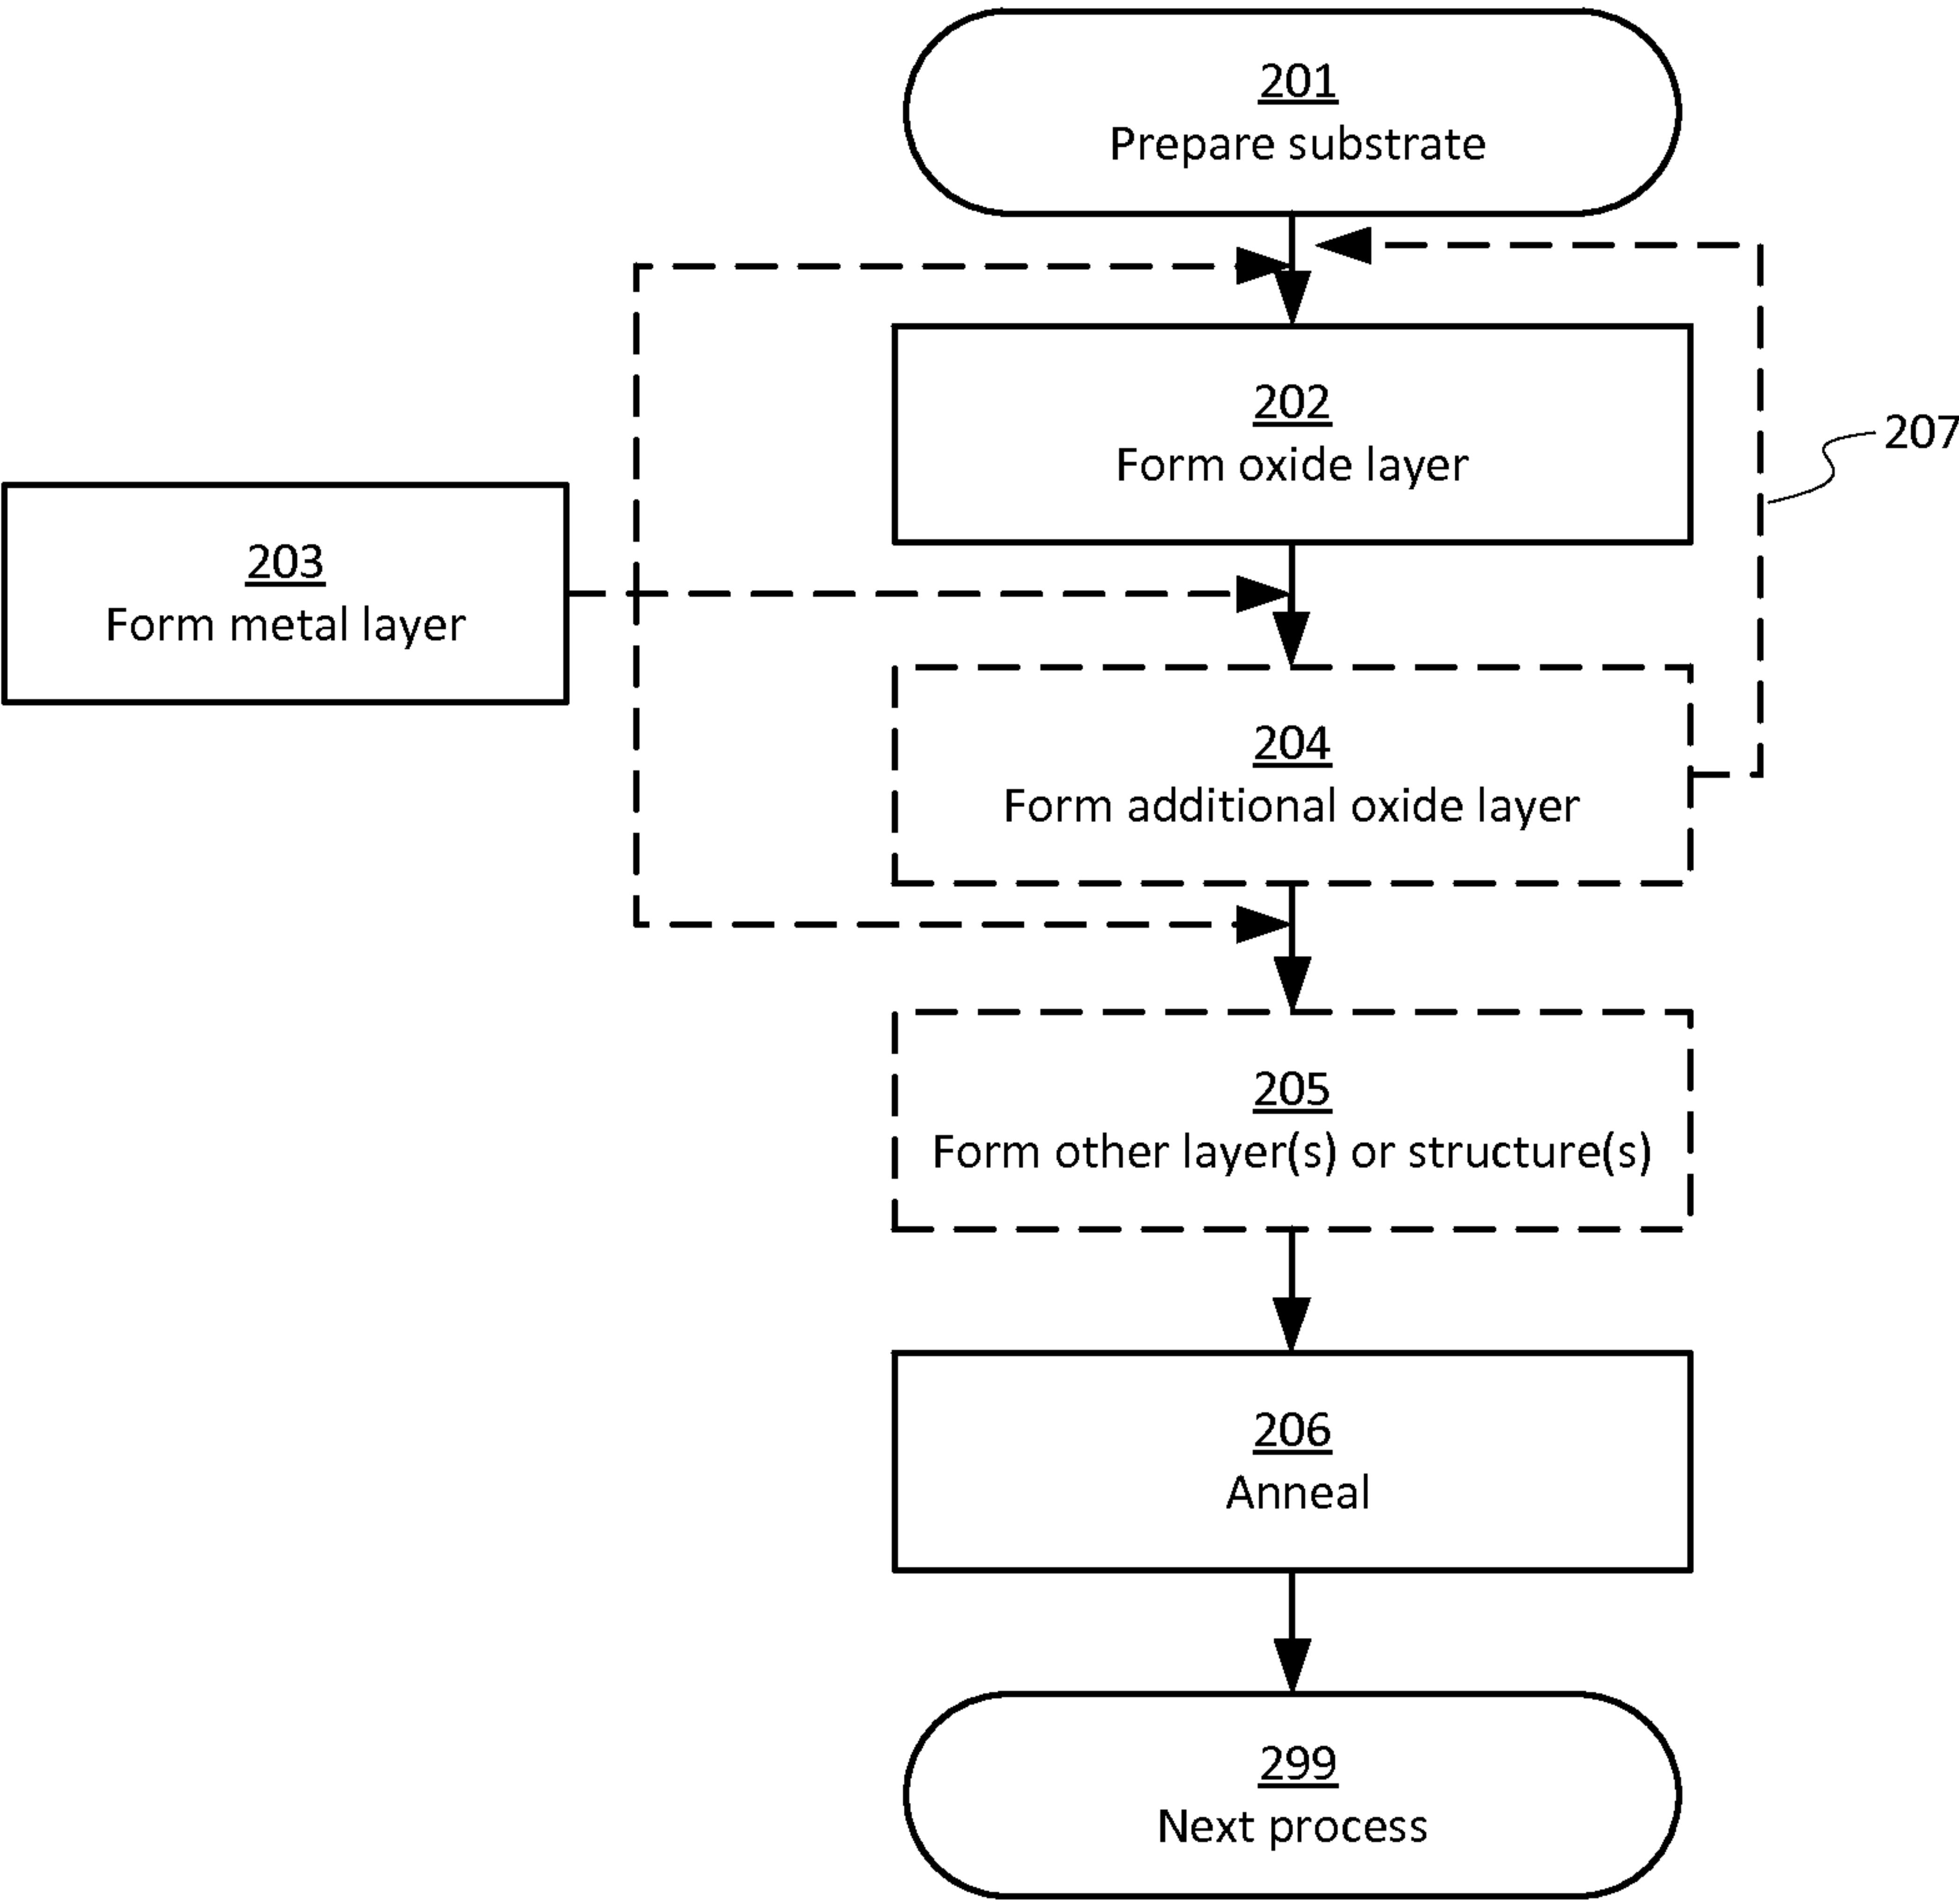 201
Prepare substrate
202
Form oxide layer
207
203
Form metal layer
204
Form additional oxide layer
205
Form other layer(s) or structure(s)
206
Anneal
299
Next process